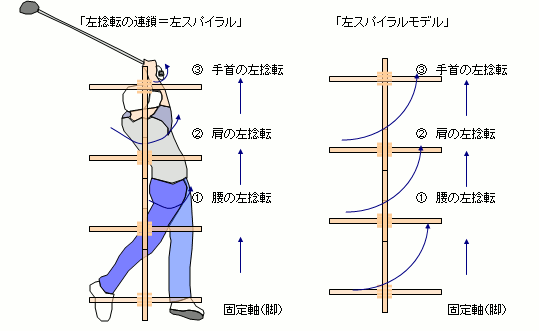 「左捻転の連鎖＝左スパイラル」
③ 手首の左捻転
② 肩の左捻転
① 腰の左捻転
固定軸(脚)
「左スパイラルモデル」
③ 手首の左捻転
② 肩の左捻転
① 腰の左捻転
固定軸(脚)